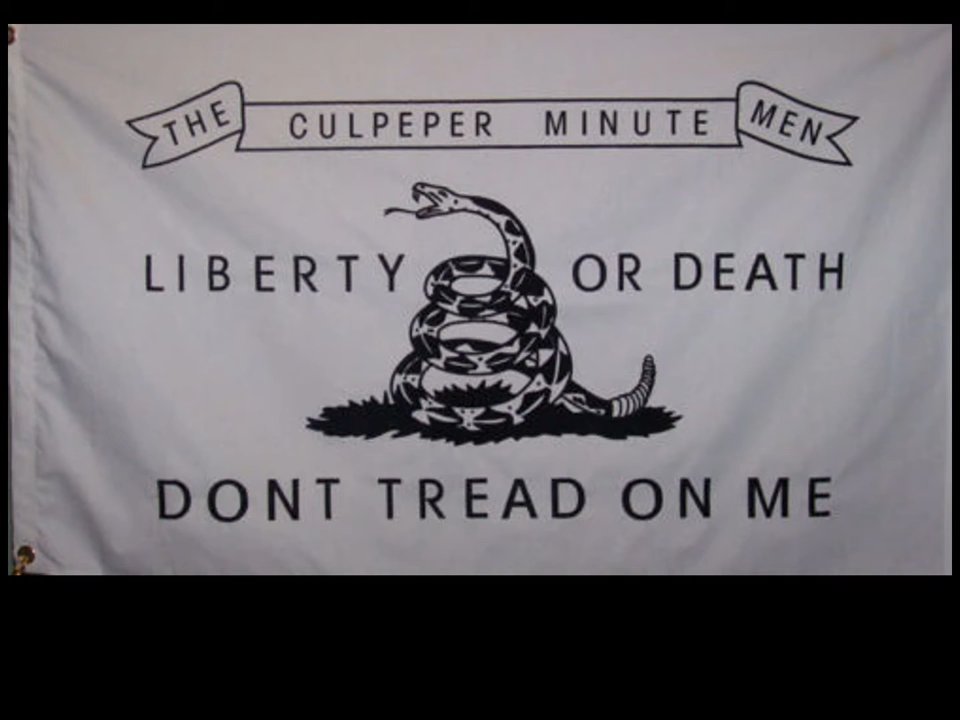 THE CULPEPER MINUTE MEN
LIBERTY OR DEATH
DONT TREAD ON ME